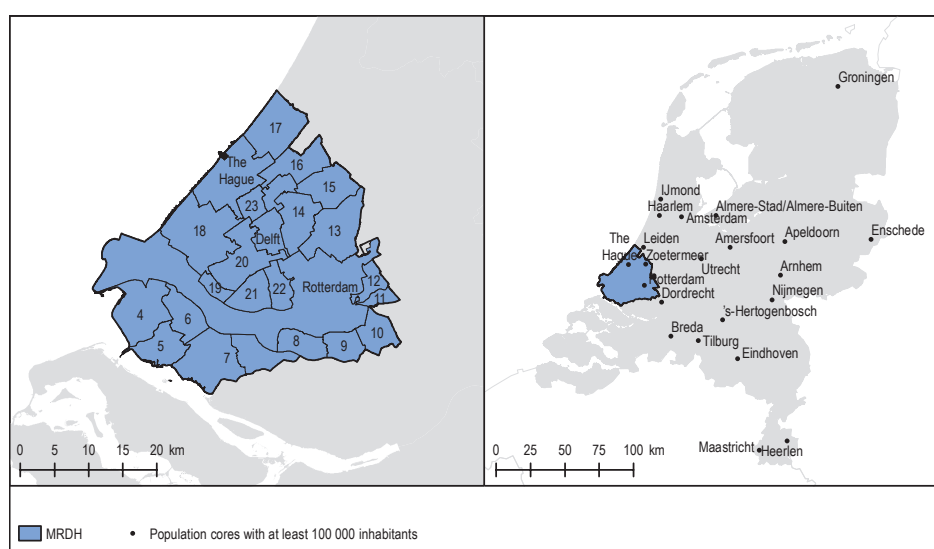 17
The
Hague
16
15
23
14
18
13
Delft
20
12
19
Rotterdam
21
22
11
4
6
10
8
5
9
7
0 5 10 15 20 km
Groningen
IJmond
Haarlem
Almere-Stad/Almere-Buiten
Amsterdam
Enschede
Leiden
Apeldoorn
The
Amersfoort
Hague
Zoetermeer
Utrecht
Arnhem
Rotterdam
Nijmegen
Dordrecht
's-Hertogenbosch
Breda
Tilburg
Eindhoven
Maastricht
Heerlen
0 25 50 75 100 km
MRDH
Population cores with at least 100 000 inhabitants